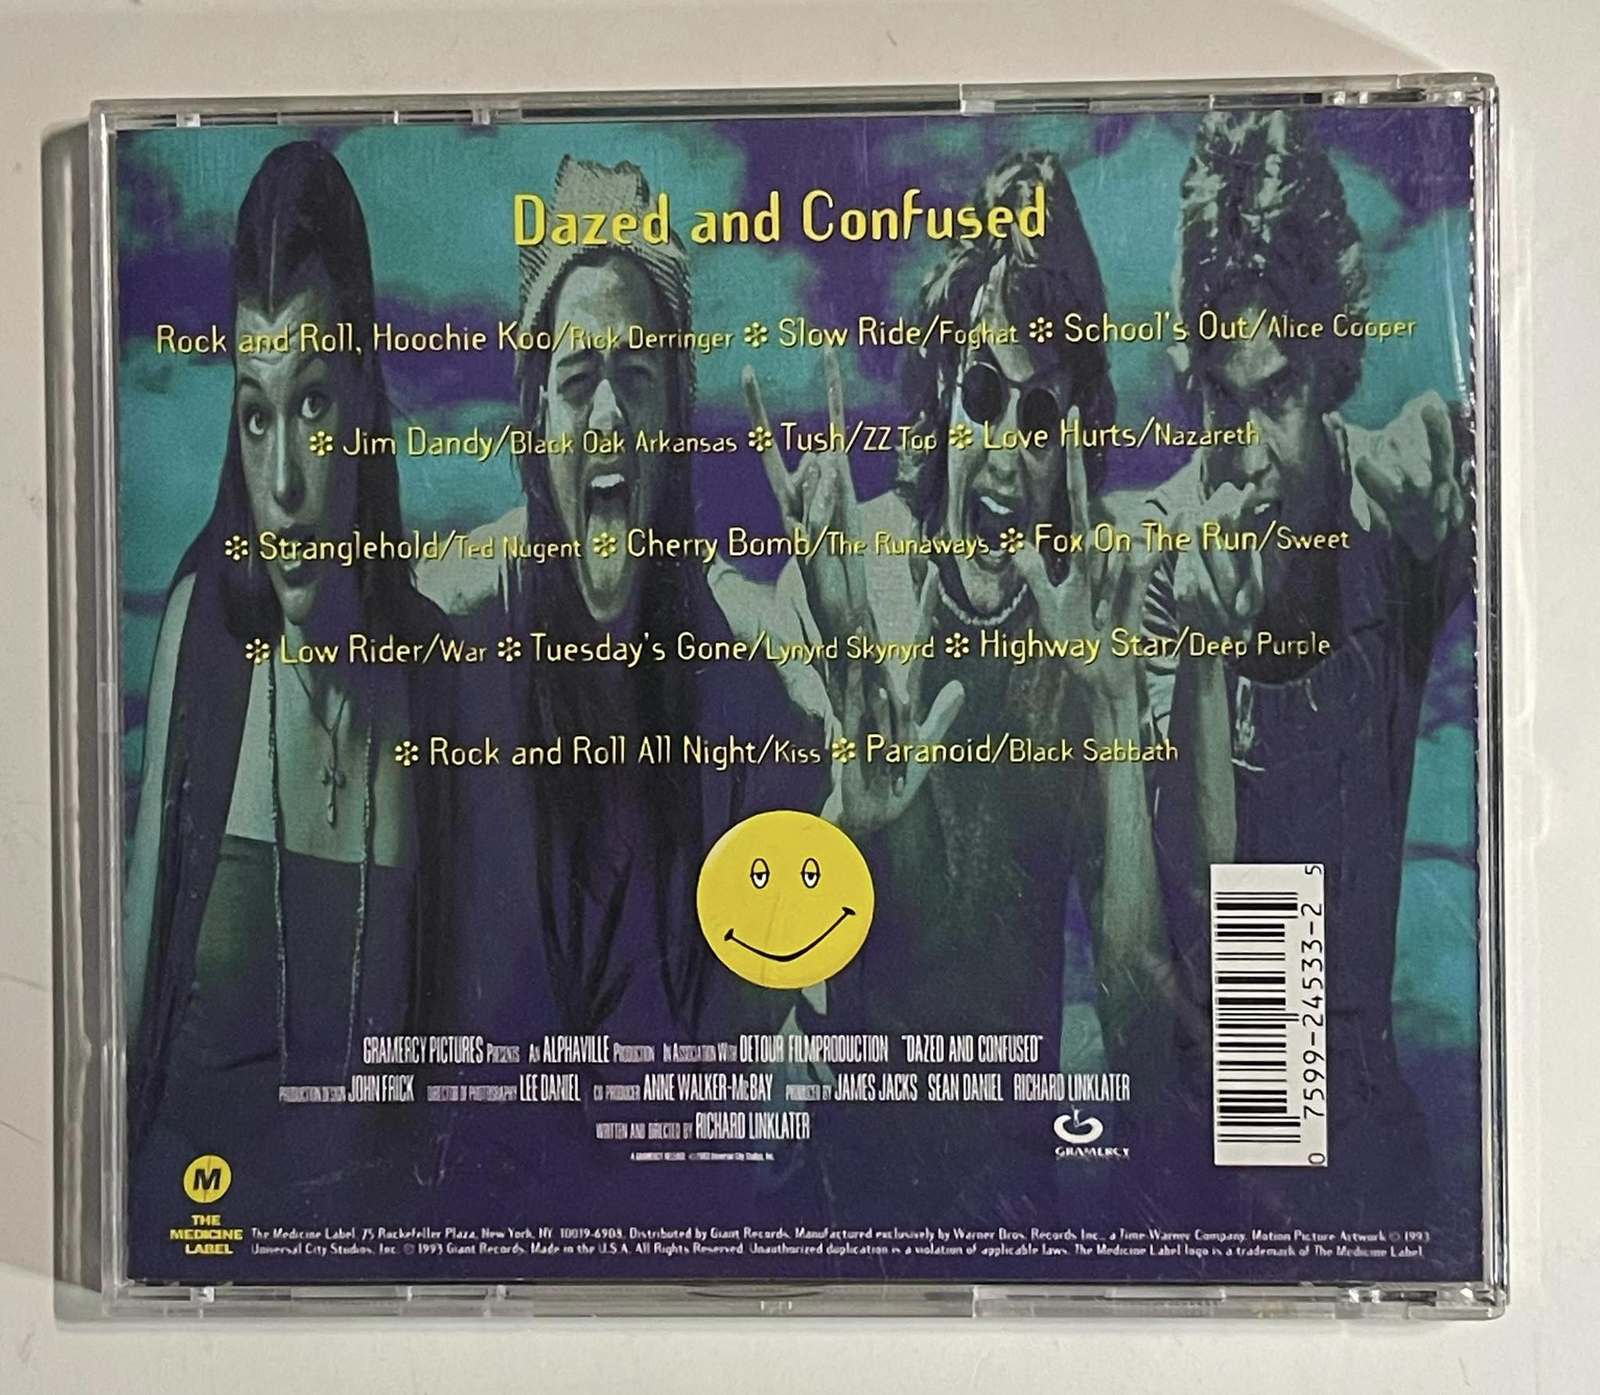 Dazed and Confused
Rock and Roll, Hoochie Koo/Rick Derringer ✻ Slow Ride/Foghat ✻ School's Out/Alice Cooper
✻ Jim Dandy/Black Oak Arkansas ✻ Tush/ZZ Top ✻ Love Hurts/Nazareth
✻ Stranglehold/Ted Nugent ✻ Cherry Bomb/The Runaways ✻ Fox On The Run/Sweet
✻ Low Rider/War ✻ Tuesday's Gone/Lynyrd Skynyrd ✻ Highway Star/Deep Purple
✻ Rock and Roll All Night/Kiss ✻ Paranoid/Black Sabbath
GRAMERCY PICTURES PRESENTS AN ALPHAVILLE PRODUCTION IN ASSOCIATION WITH DETOUR FILMPRODUCTION "DAZED AND CONFUSED"
PRODUCTION DESIGN JOHN FRICK DIRECTOR OF PHOTOGRAPHY LEE DANIEL CO PRODUCER ANNE WALKER-McBAY PRODUCED BY JAMES JACKS SEAN DANIEL RICHARD LINKLATER
WRITTEN AND DIRECTED BY RICHARD LINKLATER
A GRAMERCY RELEASE ©1993 Universal City Studios, Inc.
GRAMERCY
0 7599-24533-2 5
M
THE
MEDICINE
LABEL
The Medicine Label, 75 Rockefeller Plaza, New York, NY 10019-6908. Distributed by Giant Records. Manufactured exclusively by Warner Bros. Records Inc., a Time Warner Company. Motion Picture Artwork © 1993
Universal City Studios, Inc. © 1993 Giant Records. Made in the U.S.A. All Rights Reserved. Unauthorized duplication is a violation of applicable laws. The Medicine Label logo is a trademark of The Medicine Label.